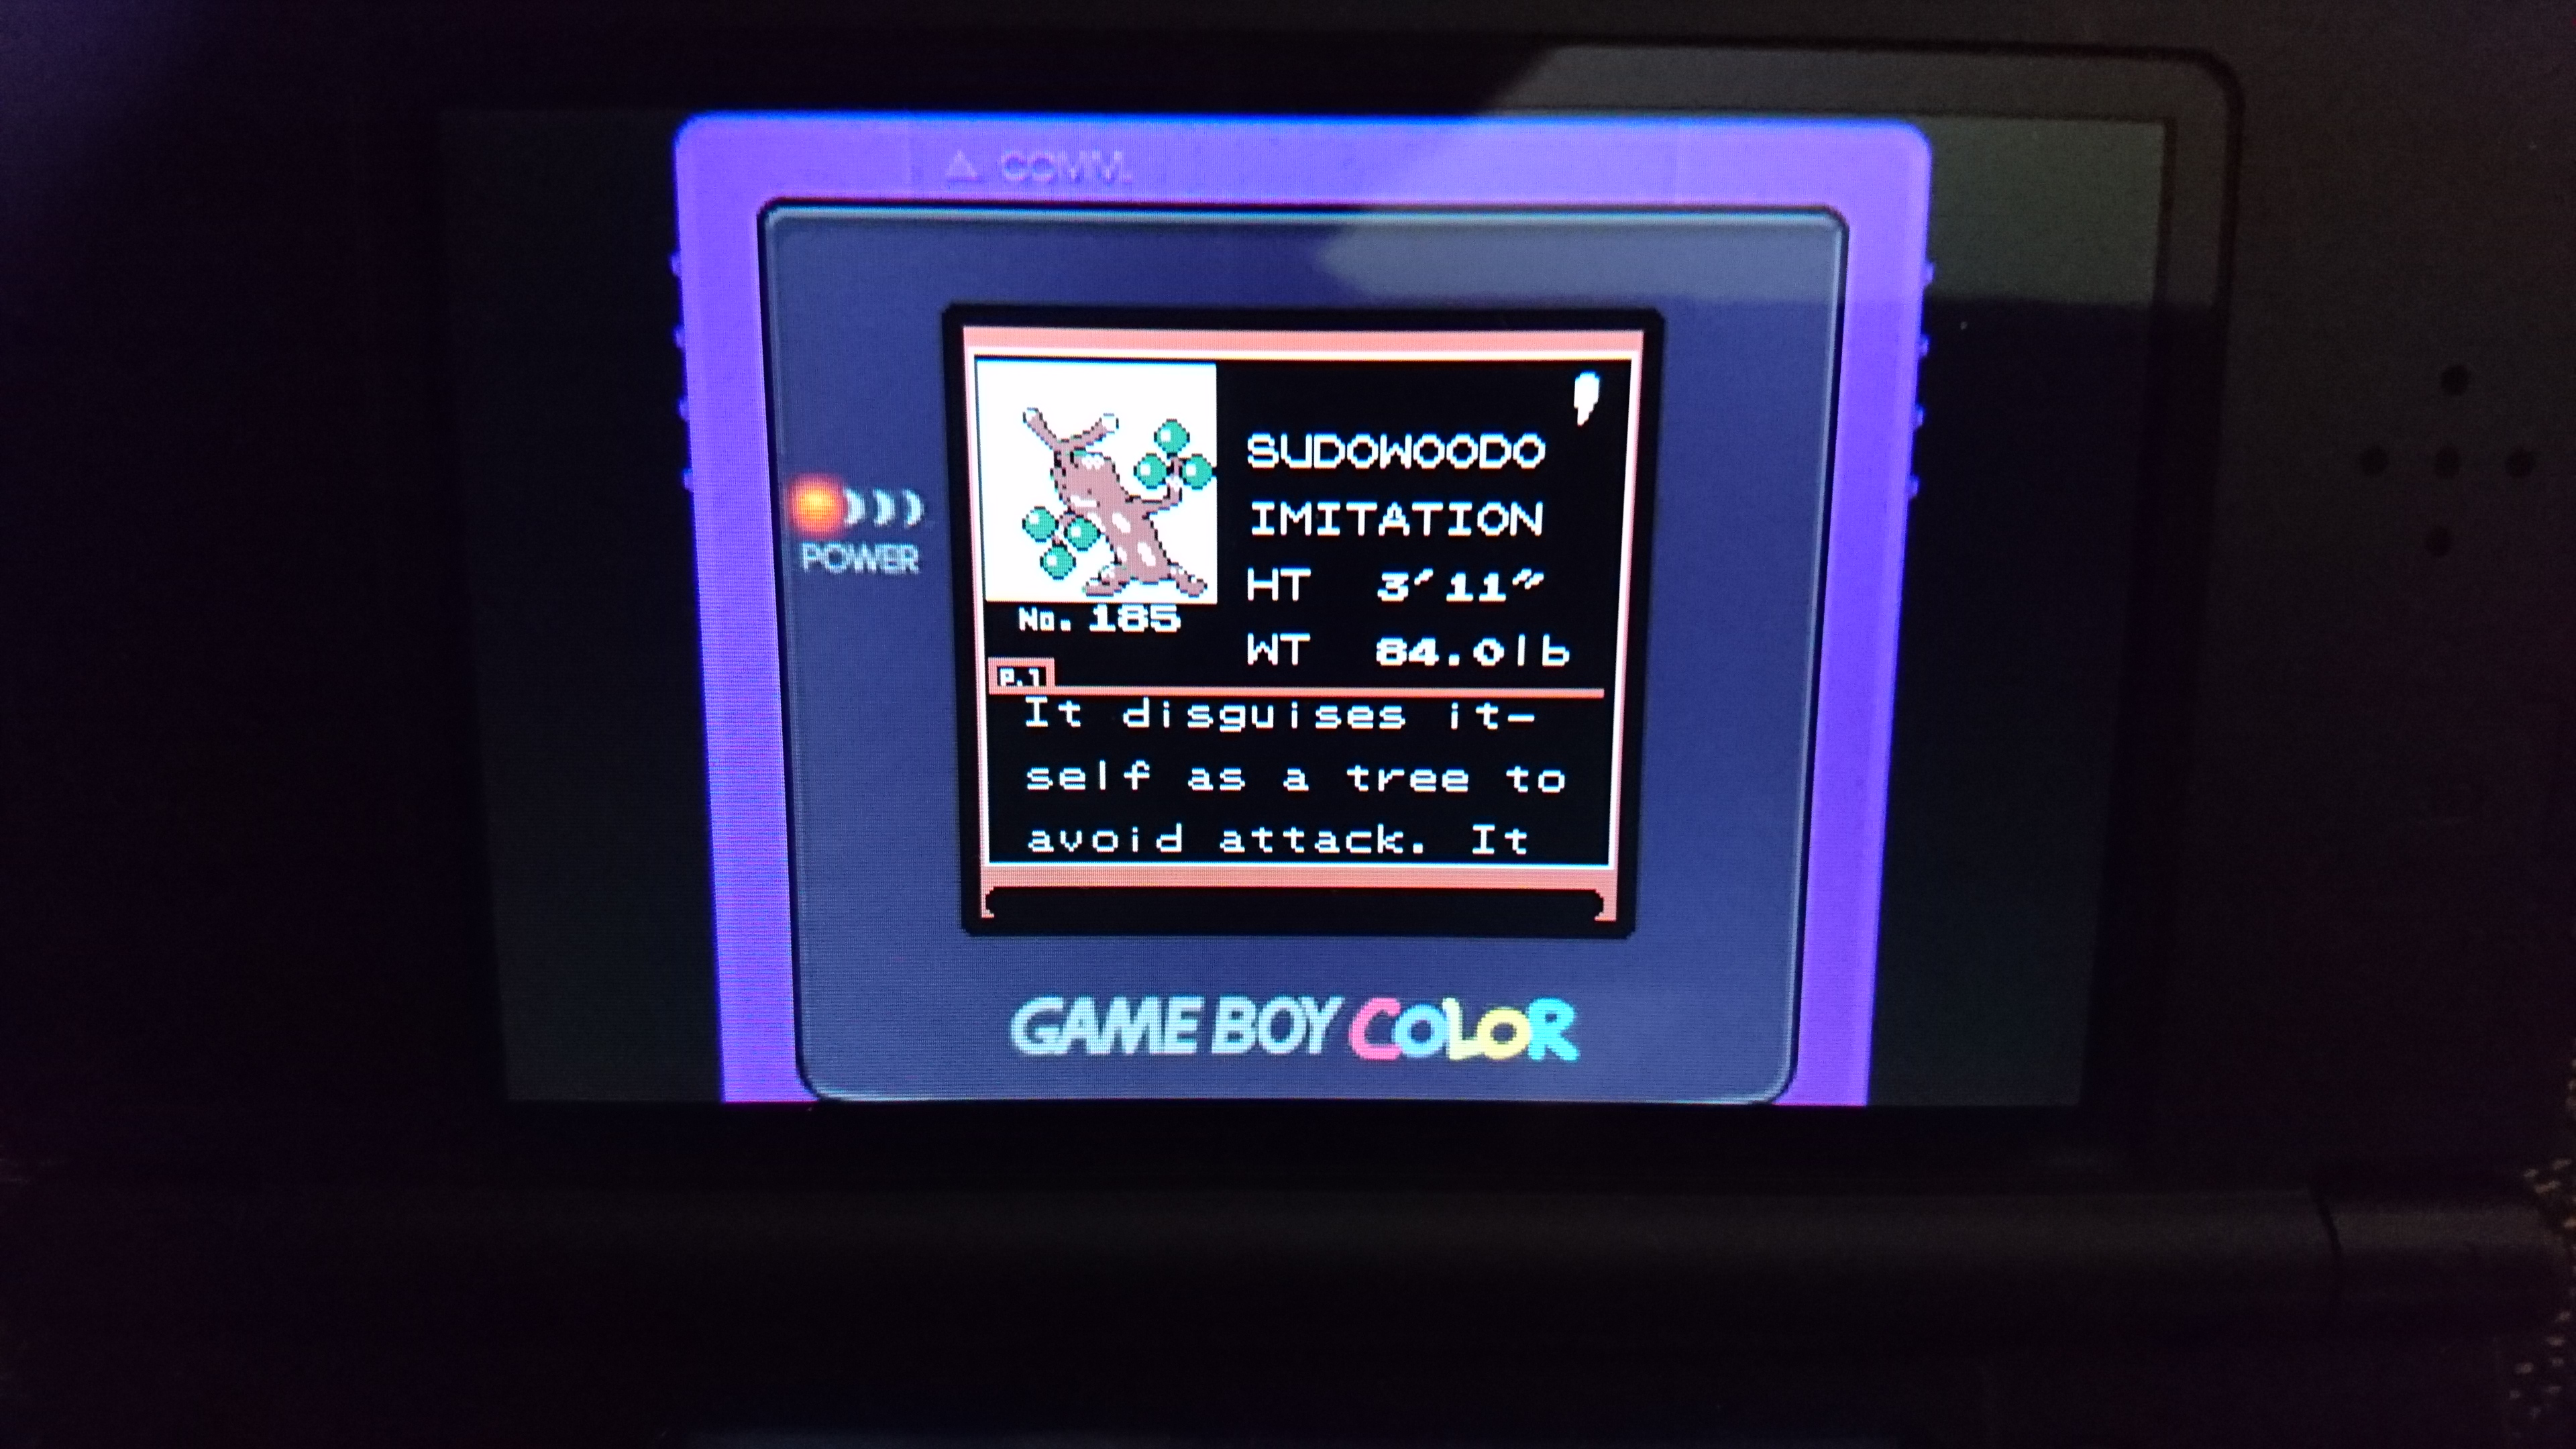 COMM.
SUDOWOODO
IMITATION
HT 3′11″
WT 84.0lb
No. 185
P.1
It disguises it-
self as a tree to
avoid attack. It
POWER
GAME BOY COLOR